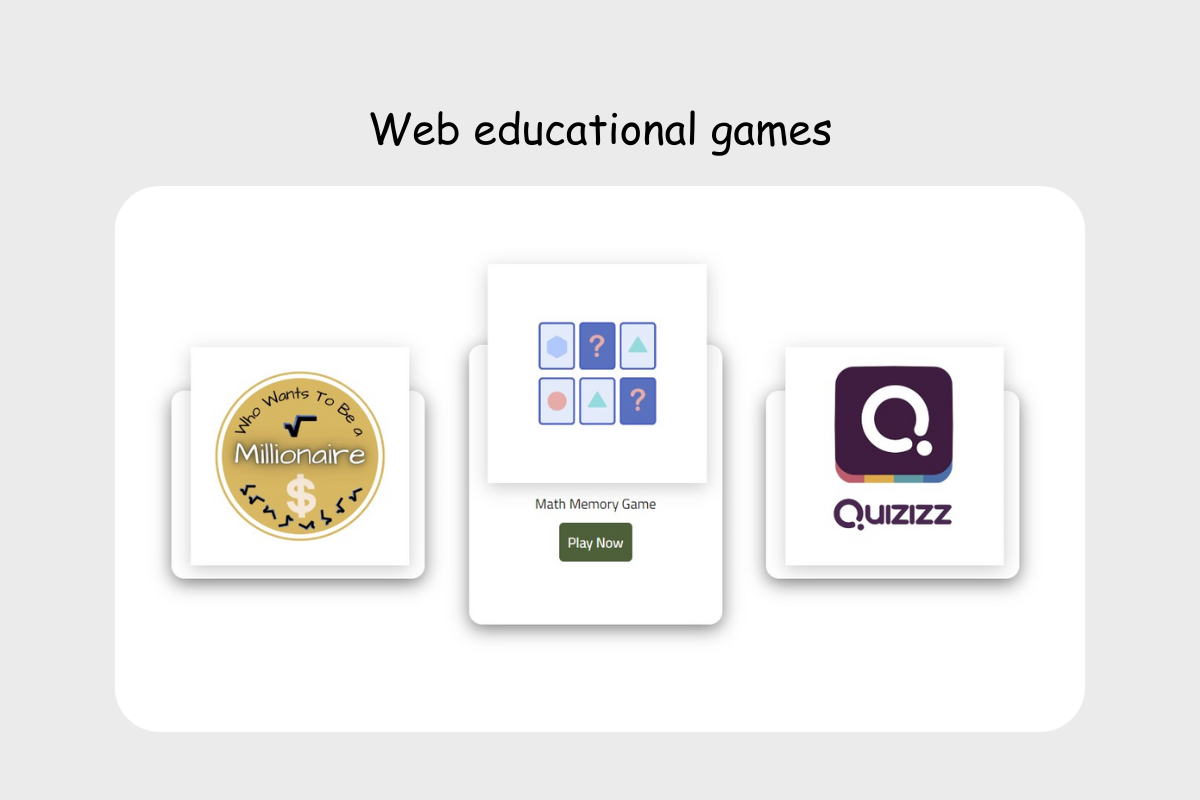 Web educational games
Who Wants To Be a
Millionaire
$
? 
?
Math Memory Game
Play Now
Q
Quizizz